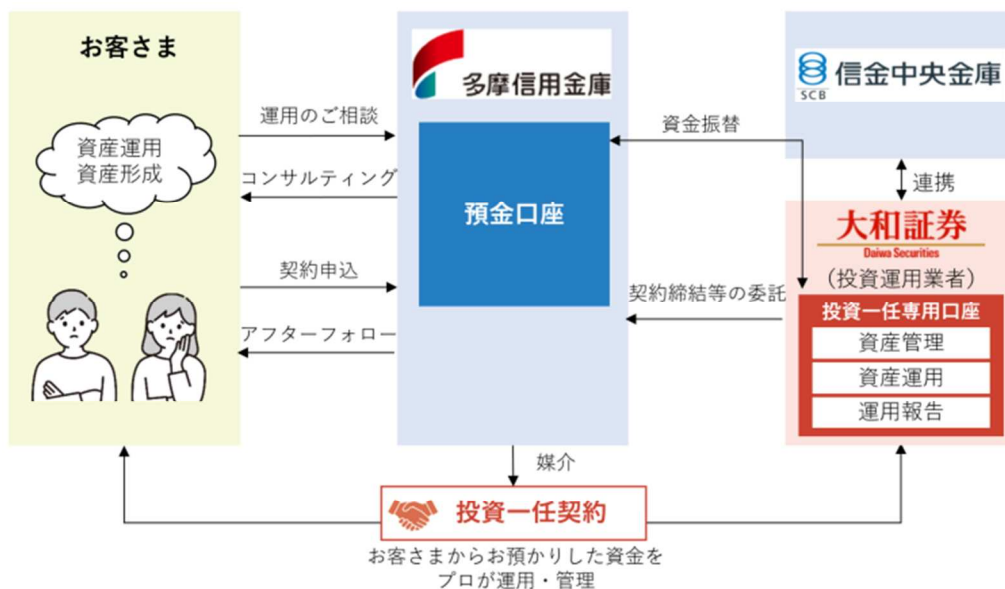 お客さま
資産運用
資産形成
運用のご相談
コンサルティング
契約申込
アフターフォロー
多摩信用金庫
預金口座
資金振替
契約締結等の委託
SCB
信金中央金庫
連携
大和証券
Daiwa Securities
（投資運用業者）
投資一任専用口座
資産管理
資産運用
運用報告
媒介
投資一任契約
お客さまからお預かりした資金を
プロが運用・管理